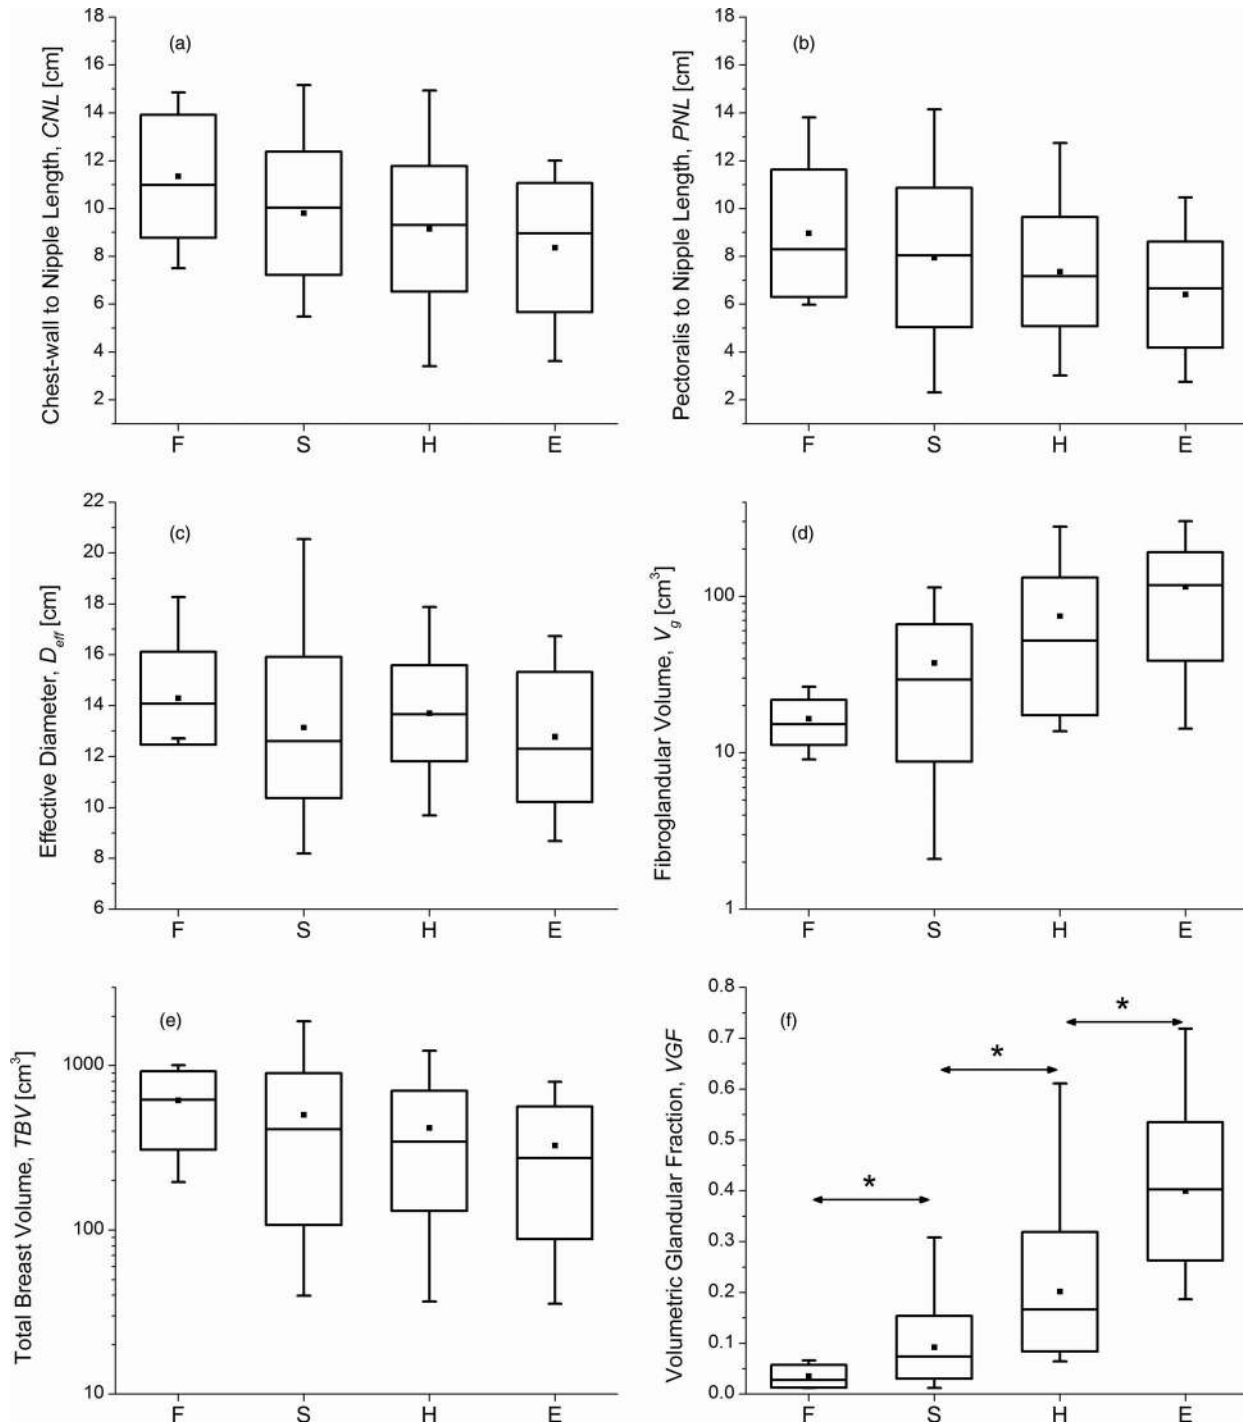 (a)
Chest-wall to Nipple Length, CNL [cm]
18
16
14
12
10
8
6
4
2
F S H E
(b)
Pectoralis to Nipple Length, PNL [cm]
18
16
14
12
10
8
6
4
2
F S H E
(c)
Effective Diameter, Deff [cm]
22
20
18
16
14
12
10
8
6
F S H E
(d)
Fibroglandular Volume, Vg [cm³]
100
10
1
F S H E
(e)
Total Breast Volume, TBV [cm³]
1000
100
10
F S H E
(f)
Volumetric Glandular Fraction, VGF
0.8
0.7
0.6
0.5
0.4
0.3
0.2
0.1
0.0
*
*
*
F S H E